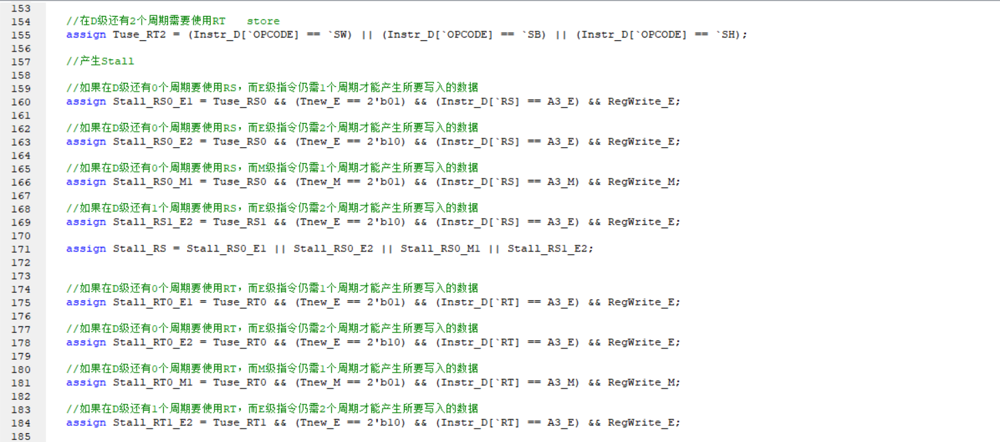 153
154 //在D级还有2个周期需要使用RT store
155 assign Tuse_RT2 = (Instr_D[`OPCODE] == `SW) || (Instr_D[`OPCODE] == `SB) || (Instr_D[`OPCODE] == `SH);
156
157 //产生Stall
158
159 //如果在D级还有0个周期要使用RS，而E级指令仍需1个周期才能产生所要写入的数据
160 assign Stall_RS0_E1 = Tuse_RS0 && (Tnew_E == 2'b01) && (Instr_D[`RS] == A3_E) && RegWrite_E;
161
162 //如果在D级还有0个周期要使用RS，而E级指令仍需2个周期才能产生所要写入的数据
163 assign Stall_RS0_E2 = Tuse_RS0 && (Tnew_E == 2'b10) && (Instr_D[`RS] == A3_E) && RegWrite_E;
164
165 //如果在D级还有0个周期要使用RS，而M级指令仍需1个周期才能产生所要写入的数据
166 assign Stall_RS0_M1 = Tuse_RS0 && (Tnew_M == 2'b01) && (Instr_D[`RS] == A3_M) && RegWrite_M;
167
168 //如果在D级还有1个周期要使用RS，而E级指令仍需2个周期才能产生所要写入的数据
169 assign Stall_RS1_E2 = Tuse_RS1 && (Tnew_E == 2'b10) && (Instr_D[`RS] == A3_E) && RegWrite_E;
170
171 assign Stall_RS = Stall_RS0_E1 || Stall_RS0_E2 || Stall_RS0_M1 || Stall_RS1_E2;
172
173
174 //如果在D级还有0个周期要使用RT，而E级指令仍需1个周期才能产生所要写入的数据
175 assign Stall_RT0_E1 = Tuse_RT0 && (Tnew_E == 2'b01) && (Instr_D[`RT] == A3_E) && RegWrite_E;
176
177 //如果在D级还有0个周期要使用RT，而E级指令仍需2个周期才能产生所要写入的数据
178 assign Stall_RT0_E2 = Tuse_RT0 && (Tnew_E == 2'b10) && (Instr_D[`RT] == A3_E) && RegWrite_E;
179
180 //如果在D级还有0个周期要使用RT，而M级指令仍需1个周期才能产生所要写入的数据
181 assign Stall_RT0_M1 = Tuse_RT0 && (Tnew_M == 2'b01) && (Instr_D[`RT] == A3_M) && RegWrite_M;
182
183 //如果在D级还有1个周期要使用RT，而E级指令仍需2个周期才能产生所要写入的数据
184 assign Stall_RT1_E2 = Tuse_RT1 && (Tnew_E == 2'b10) && (Instr_D[`RT] == A3_E) && RegWrite_E;
185